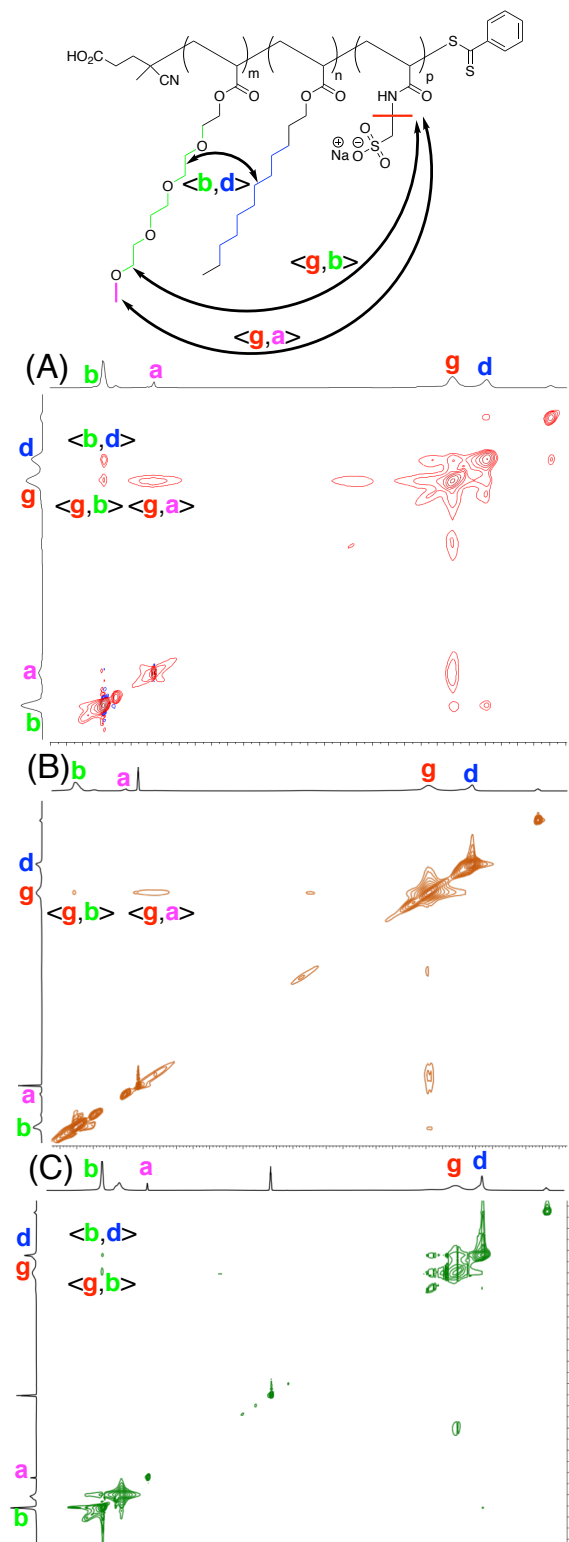 HO2C
CN
m
n
p
S
S
O
O
O
O
HN
O
O
O
Na
⊕
⊖
O
S
O
O
O
O
O
<b,d>
<g,b>
<g,a>
(A)
b
a
g
d
d
<b,d>
g
<g,b> <g,a>
a
b
(B)
b
a
g
d
d
g
<g,b> <g,a>
a
b
(C)
b
a
g
d
d
<b,d>
g
<g,b>
a
b